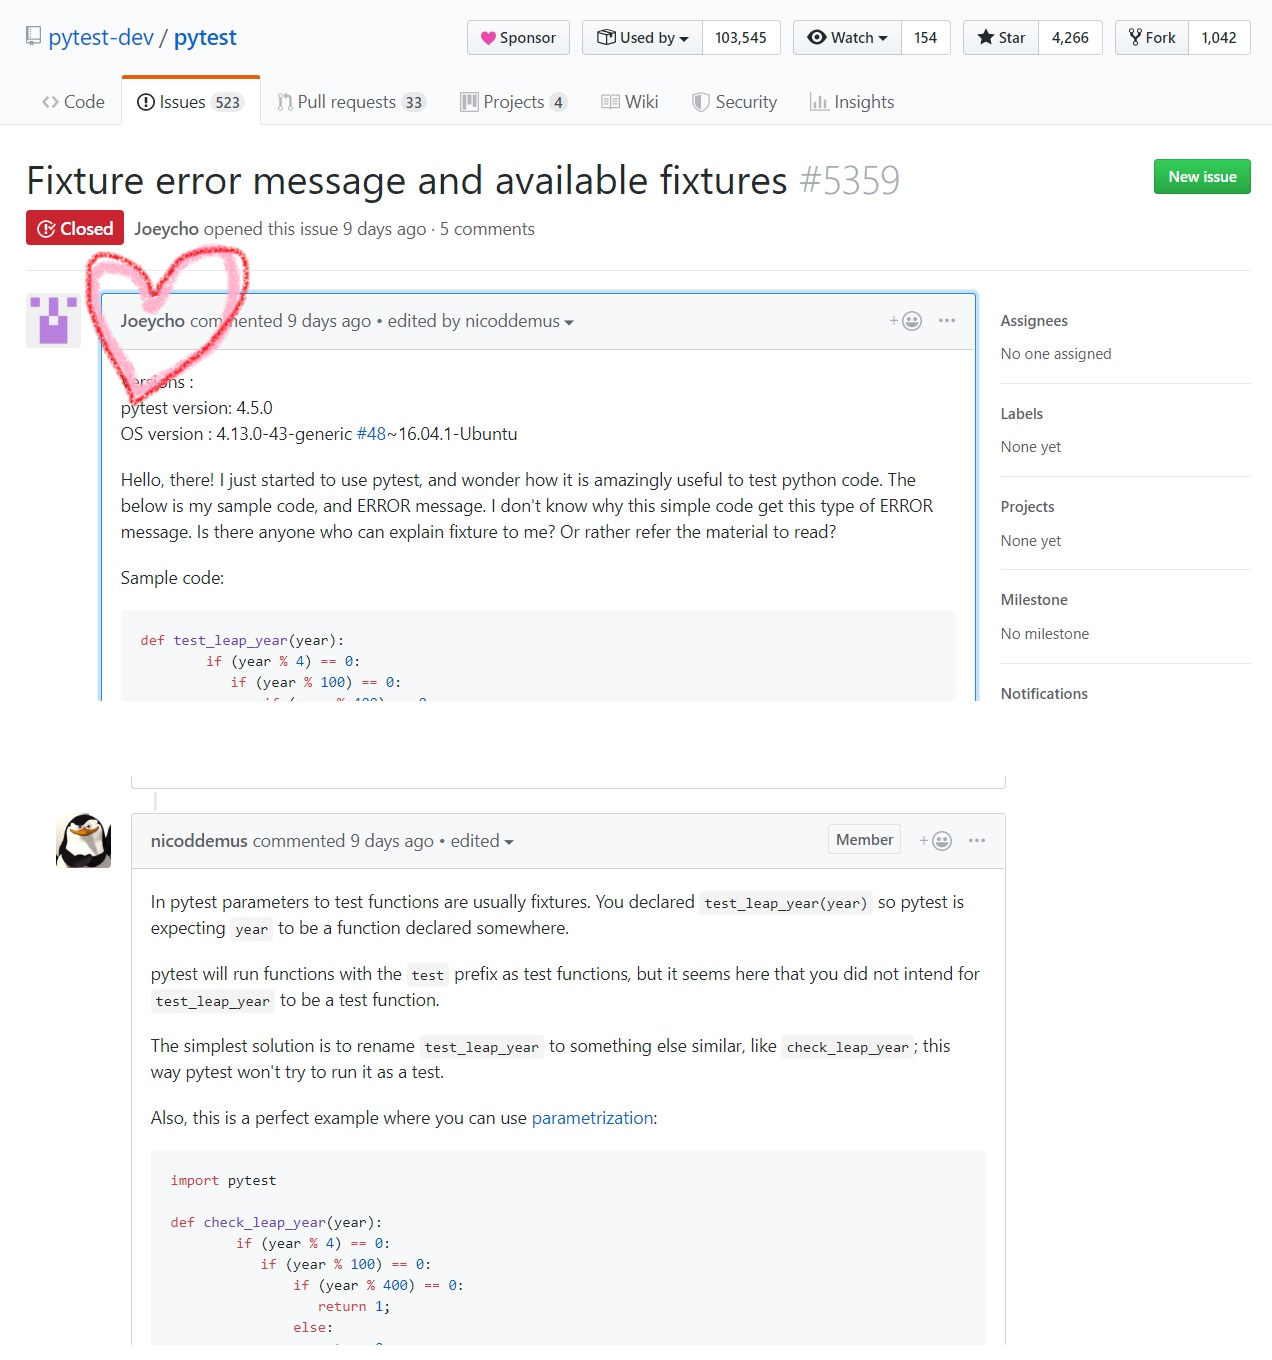 pytest-dev / pytest
Sponsor
Used by
103,545
Watch
154
Star
4,266
Fork
1,042
Code
Issues 523
Pull requests 33
Projects 4
Wiki
Security
Insights
Fixture error message and available fixtures #5359
New issue
Closed
Joeycho opened this issue 9 days ago · 5 comments
Joeycho commented 9 days ago • edited by nicoddemus
Versions :
pytest version: 4.5.0
OS version : 4.13.0-43-generic #48~16.04.1-Ubuntu
Hello, there! I just started to use pytest, and wonder how it is amazingly useful to test python code. The
below is my sample code, and ERROR message. I don't know why this simple code get this type of ERROR
message. Is there anyone who can explain fixture to me? Or rather refer the material to read?
Sample code:
def test_leap_year(year):
if (year % 4) == 0:
if (year % 100) == 0:
Assignees
No one assigned
Labels
None yet
Projects
None yet
Milestone
No milestone
Notifications
nicoddemus commented 9 days ago • edited
Member
In pytest parameters to test functions are usually fixtures. You declared test_leap_year(year) so pytest is
expecting year to be a function declared somewhere.
pytest will run functions with the test prefix as test functions, but it seems here that you did not intend for
test_leap_year to be a test function.
The simplest solution is to rename test_leap_year to something else similar, like check_leap_year; this
way pytest won't try to run it as a test.
Also, this is a perfect example where you can use parametrization:
import pytest
def check_leap_year(year):
if (year % 4) == 0:
if (year % 100) == 0:
if (year % 400) == 0:
return 1;
else: